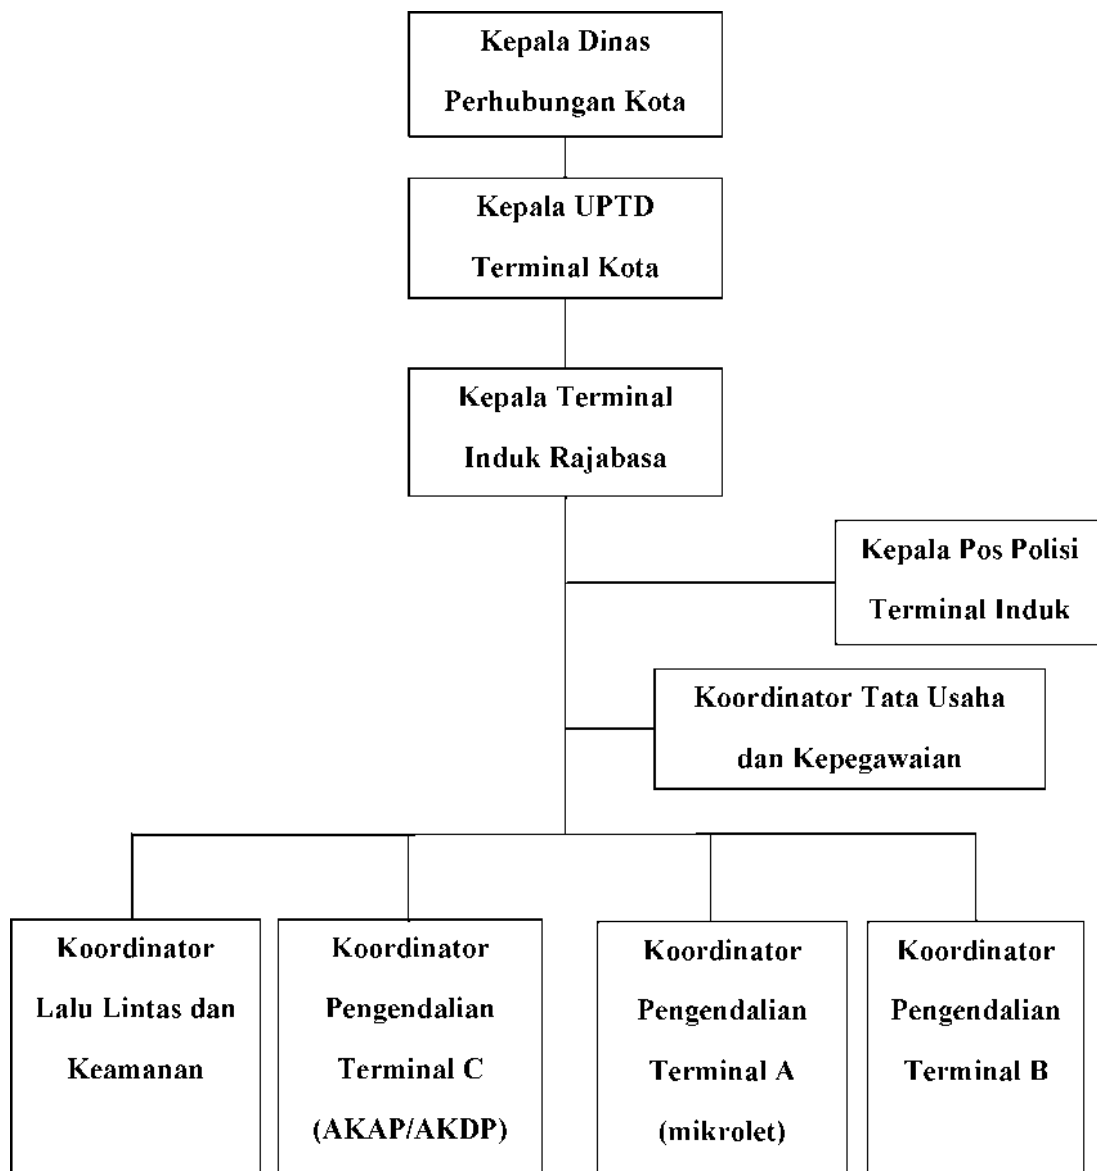 Kepala Dinas
Perhubungan Kota
Kepala UPTD
Terminal Kota
Kepala Terminal
Induk Rajabasa
Kepala Pos Polisi
Terminal Induk
Koordinator Tata Usaha
dan Kepegawaian
Koordinator
Lalu Lintas dan
Keamanan
Koordinator
Pengendalian
Terminal C
(AKAP/AKDP)
Koordinator
Pengendalian
Terminal A
(mikrolet)
Koordinator
Pengendalian
Terminal B